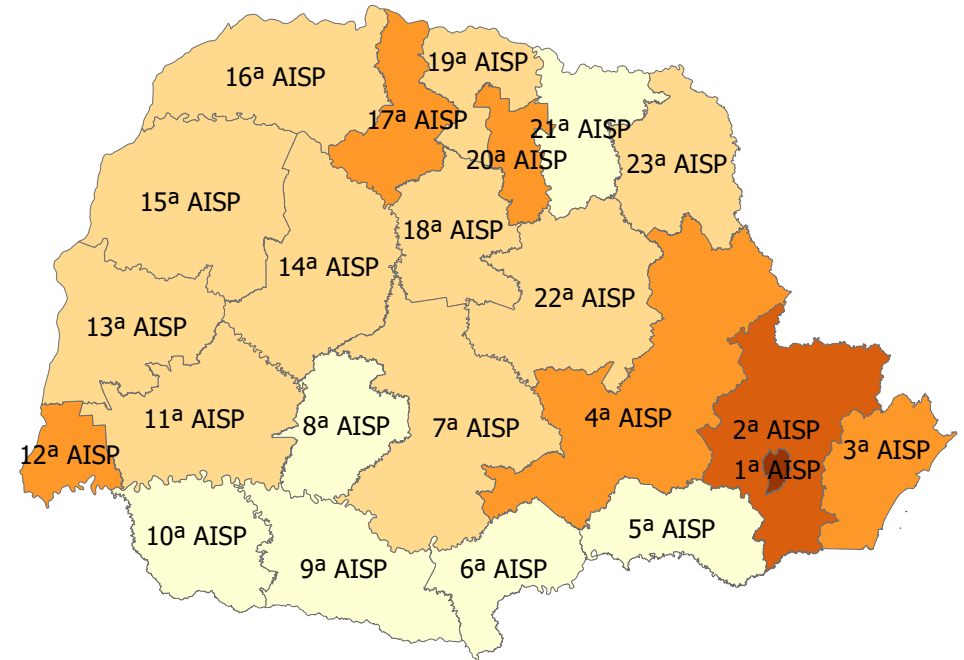 19ª AISP
16ª AISP
17ª AISP
21ª AISP
20ª AISP
23ª AISP
15ª AISP
18ª AISP
14ª AISP
22ª AISP
13ª AISP
11ª AISP
8ª AISP
7ª AISP
4ª AISP
2ª AISP
3ª AISP
12ª AISP
1ª AISP
5ª AISP
10ª AISP
9ª AISP
6ª AISP